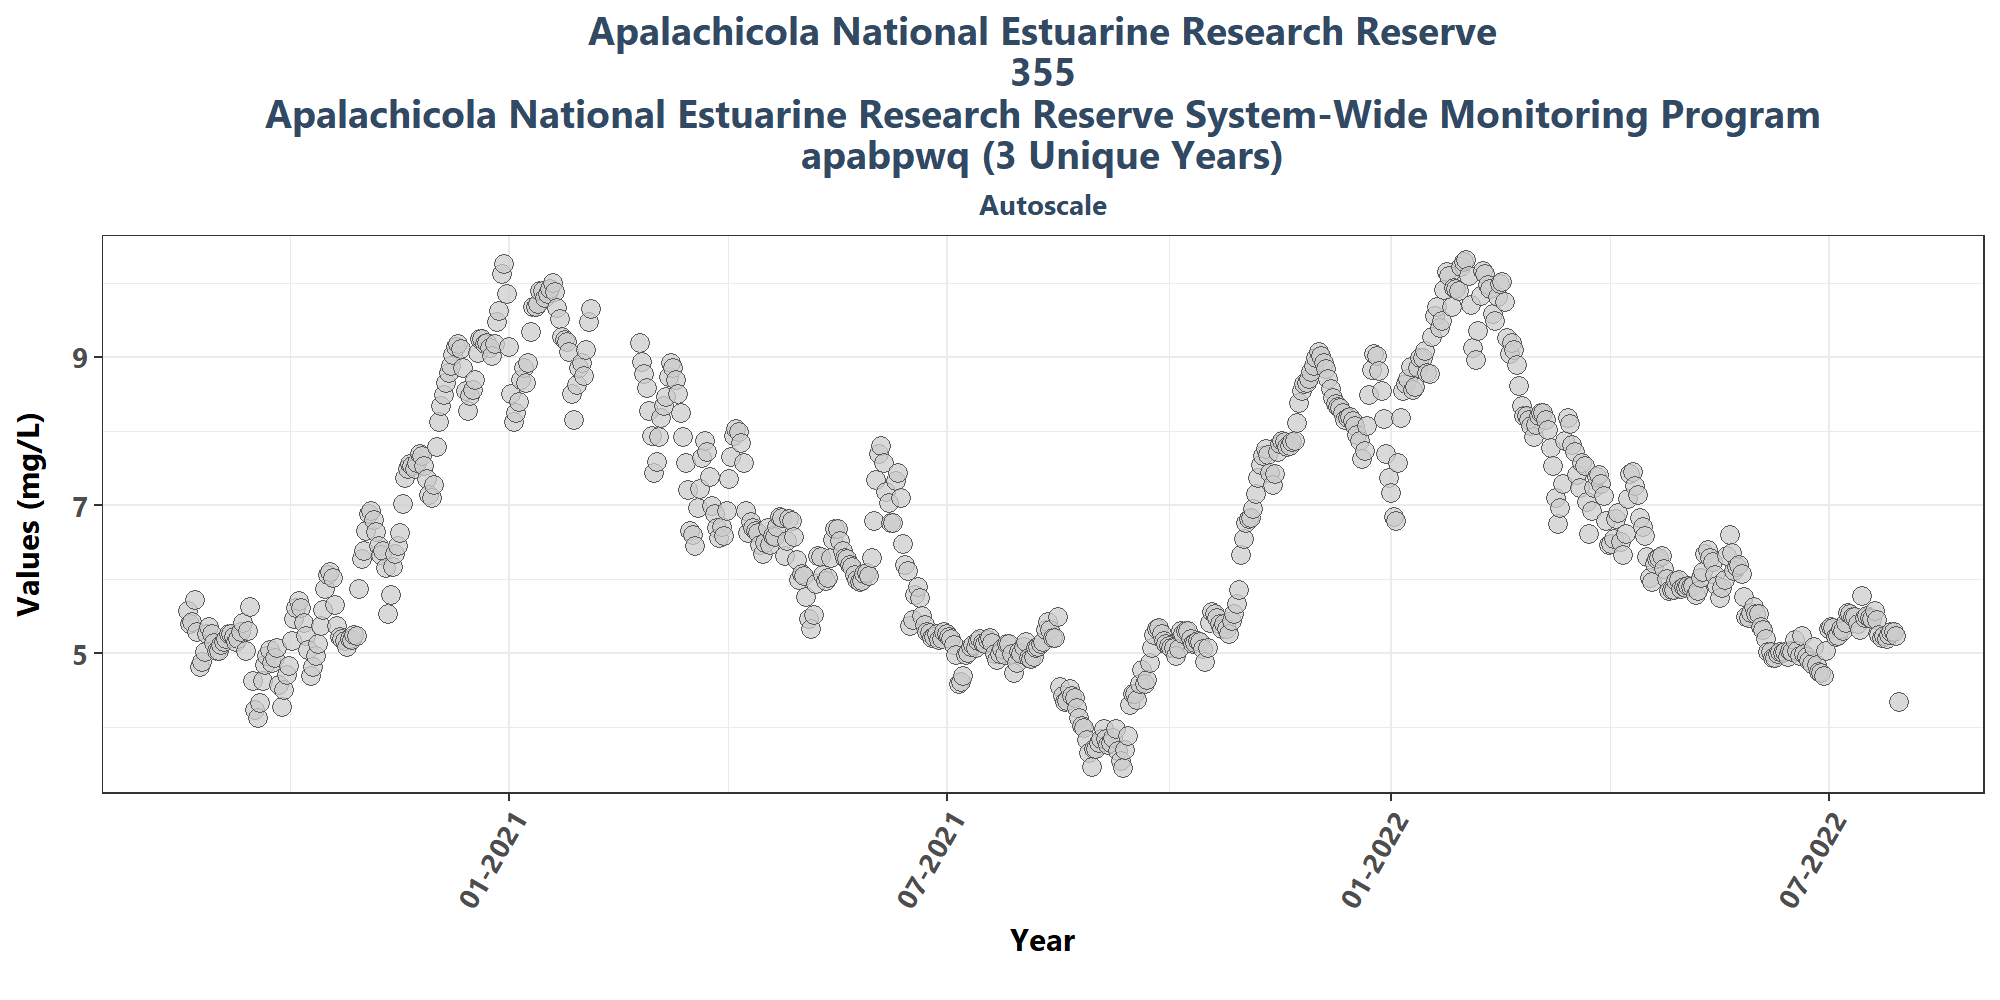 Apalachicola National Estuarine Research Reserve
355
Apalachicola National Estuarine Research Reserve System-Wide Monitoring Program
apabpwq (3 Unique Years)
Autoscale
Values (mg/L)
9
7
5
01-2021
07-2021
01-2022
07-2022
Year